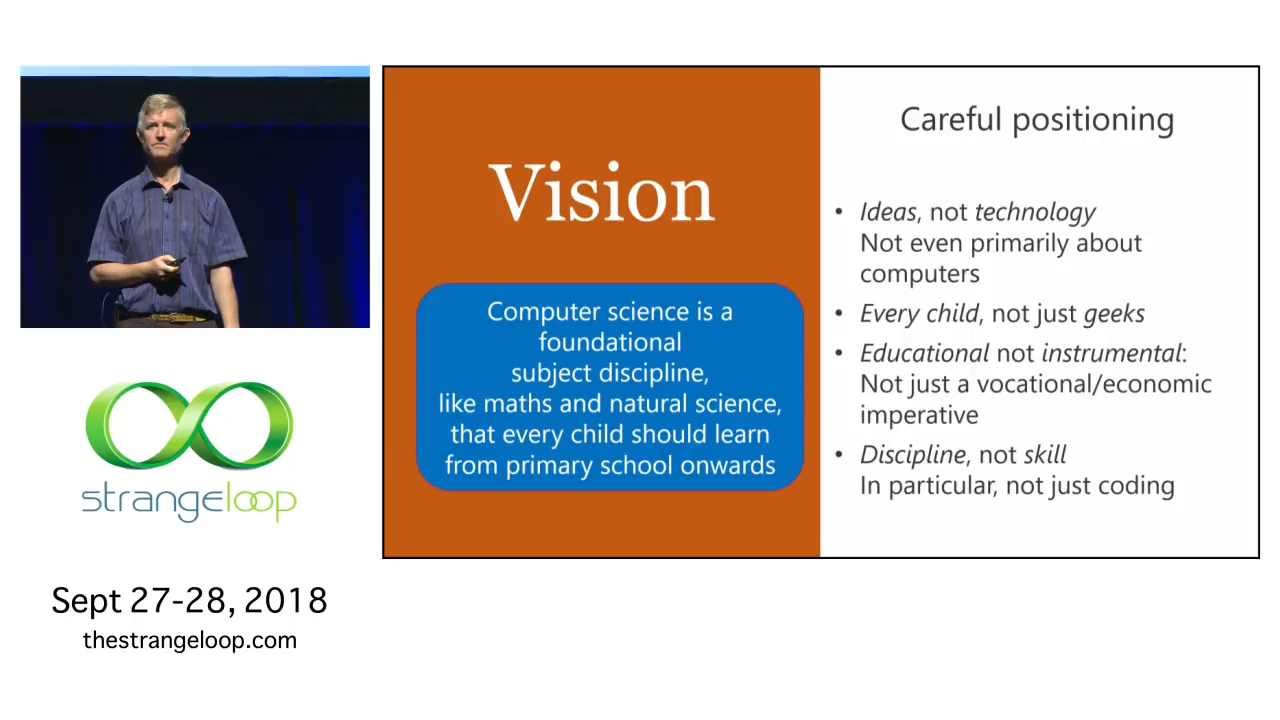 Vision
Computer science is a
foundational
subject discipline,
like maths and natural science,
that every child should learn
from primary school onwards
Careful positioning
• Ideas, not technology
Not even primarily about
computers
• Every child, not just geeks
• Educational not instrumental:
Not just a vocational/economic
imperative
• Discipline, not skill
In particular, not just coding
strangeloop
Sept 27-28, 2018
thestrangeloop.com